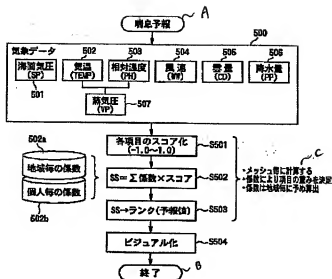 喘息予報
A
500
気象データ
502
503
504
505
506
海面気圧
(SP)
気温
(TEMP)
相対湿度
(PH)
風速
(WW)
雲量
(CD)
降水量
(PP)
501
蒸気圧
(VP)
507
各項目のスコア化
(-1.0〜1.0)
S501
C
502a
地域毎の係数
個人毎の係数
502b
SS=Σ係数×スコア
S502
・メッシュ毎に計算する
・係数により項目の重みを決定
・係数は地域毎に予め算出
SS→ランク(予報値)
S503
ビジュアル化
S504
終了
B